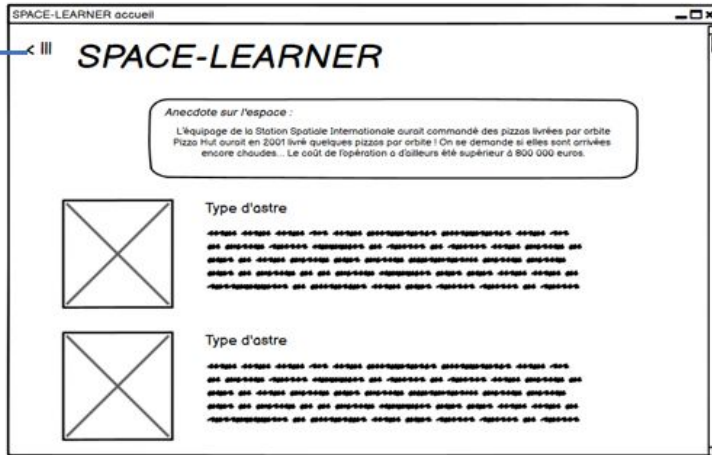 SPACE-LEARNER accueil
< III
SPACE-LEARNER
Anecdote sur l'espace :
L'équipage de la Station Spatiale Internationale aurait commandé des pizzas livrées par orbite
Pizza Hut aurait en 2001 livré quelques pizzas par orbite ! On se demande si elles sont arrivées
encore chaudes... Le coût de l'opération a d'ailleurs été supérieur à 800 000 euros.
Type d'astre
Type d'astre